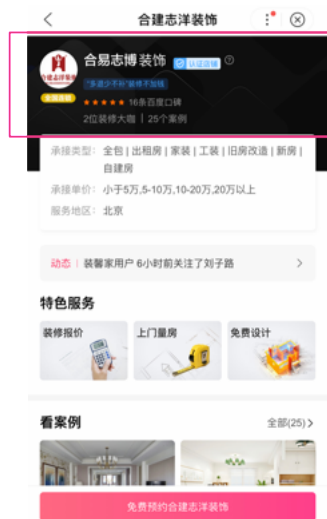 合建志洋装饰
合易志博装饰 认证店铺
"多退少不补"装修不加钱
16条百度口碑
2位装修大咖 | 25个案例
承接类型: 全包 | 出租房 | 家装 | 工装 | 旧房改造 | 新房 |
自建房
承接单价: 小于5万,5-10万,10-20万,20万以上
服务地区: 北京
动态 | 装馨家用户 6小时前关注了刘子路
特色服务
装修报价 上门量房 免费设计
看案例 全部(25)
免费预约合建志洋装饰